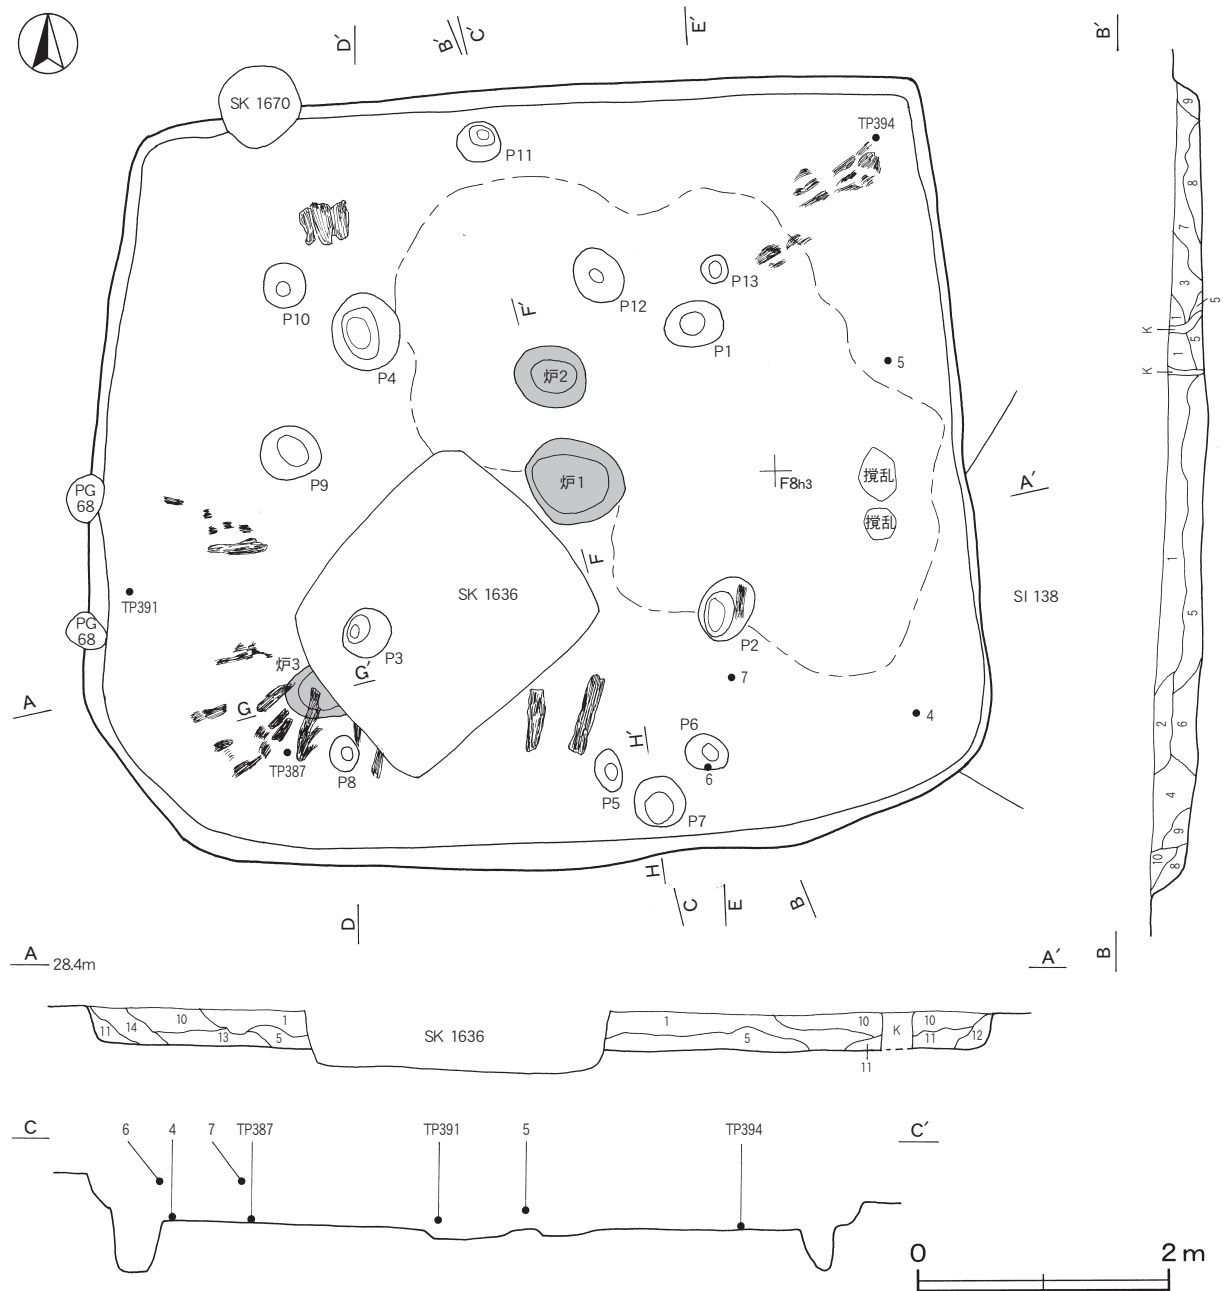 D′
B′
C′
E′
B′
SK 1670
TP394
P11
P10
P4
P12
P13
P1
F′
炉2
5
P9
炉1
F8h3
撹乱
撹乱
A′
PG
68
F
SK 1636
SI 138
TP391
PG
68
P3
P2
炉3
G′
7
A
G
4
P6
H′
TP387
P8
6
P5
P7
H
C
E
B
D
9
8
7
3
5
1
K
5
1
K
1
5
2
6
4
9
10
8
B
A
28.4m
A′
11
14
10
13
1
5
SK 1636
1
5
10
K
10
11
12
11
C
6
4
7
TP387
TP391
5
TP394
C′
0
2 m